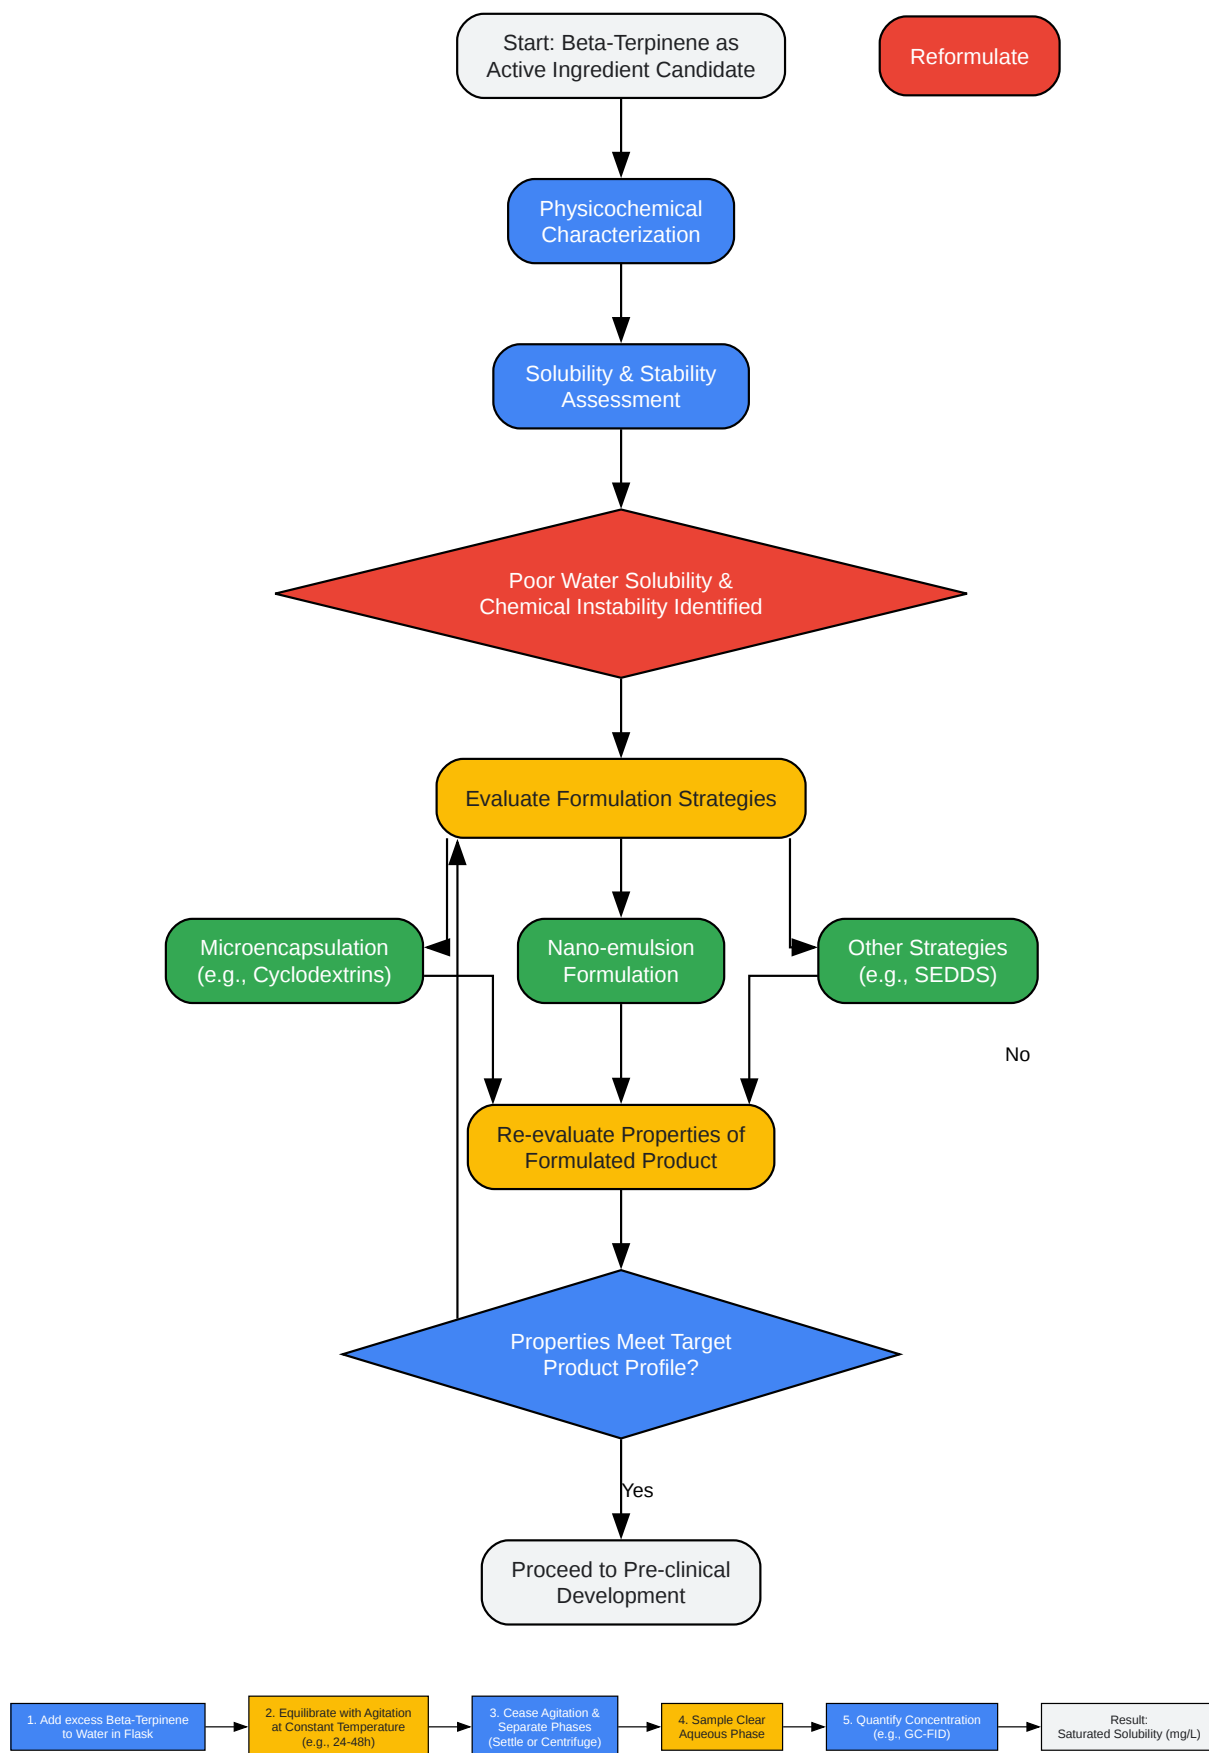 Start: Beta-Terpinene as
Active Ingredient Candidate
Reformulate
Physicochemical
Characterization
Solubility & Stability
Assessment
Poor Water Solubility &
Chemical Instability Identified
Evaluate Formulation Strategies
Microencapsulation
(e.g., Cyclodextrins)
Nano-emulsion
Formulation
Other Strategies
(e.g., SEDDS)
No
Re-evaluate Properties of
Formulated Product
Properties Meet Target
Product Profile?
Yes
Proceed to Pre-clinical
Development
1. Add excess Beta-Terpinene
to Water in Flask
2. Equilibrate with Agitation
at Constant Temperature
(e.g., 24-48h)
3. Cease Agitation &
Separate Phases
(Settle or Centrifuge)
4. Sample Clear
Aqueous Phase
5. Quantify Concentration
(e.g., GC-FID)
Result:
Saturated Solubility (mg/L)